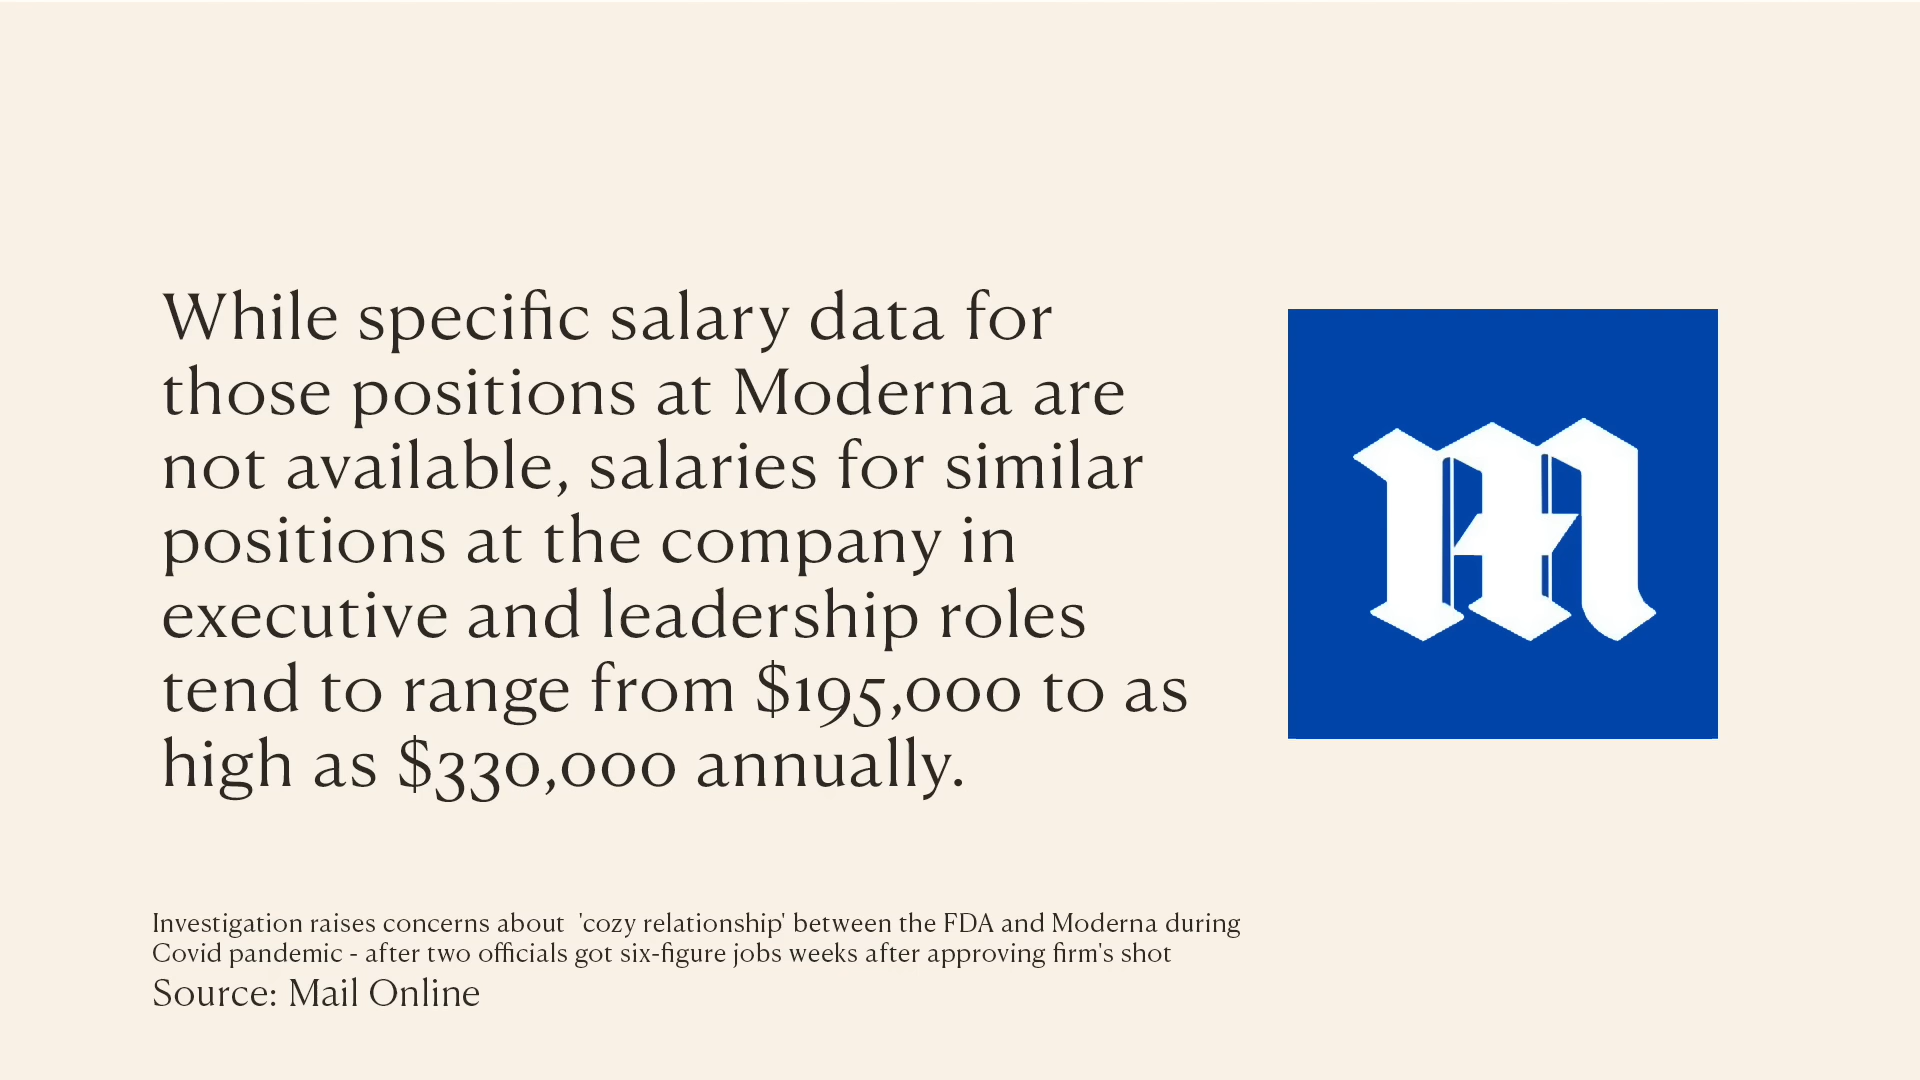 While specific salary data for
those positions at Moderna are
not available, salaries for similar
positions at the company in
executive and leadership roles
tend to range from $195,000 to as
high as $330,000 annually.
m
Investigation raises concerns about  'cozy relationship' between the FDA and Moderna during
Covid pandemic - after two officials got six-figure jobs weeks after approving firm's shot
Source: Mail Online